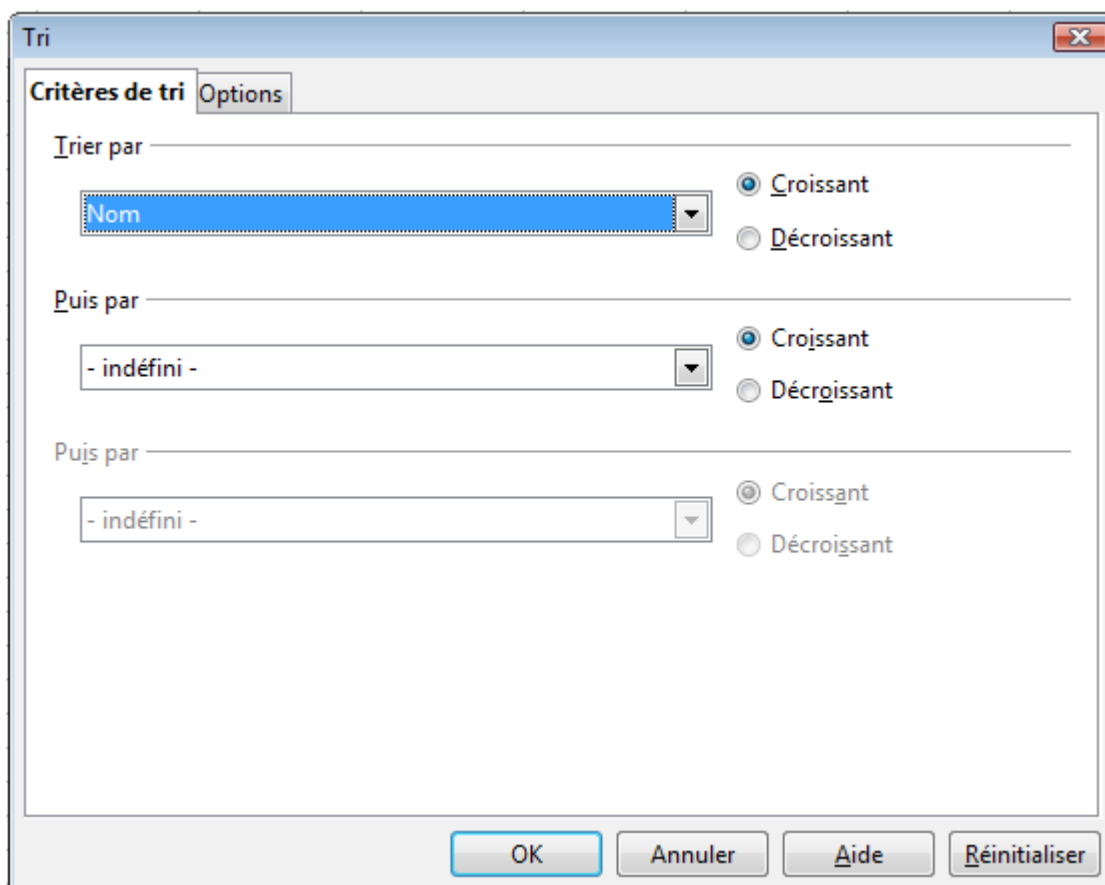 Tri
Critères de tri Options
Trier par
Nom
Croissant
Décroissant
Puis par
- indéfini -
Croissant
Décroissant
Puis par
- indéfini -
Croissant
Décroissant
OK Annuler Aide Réinitialiser